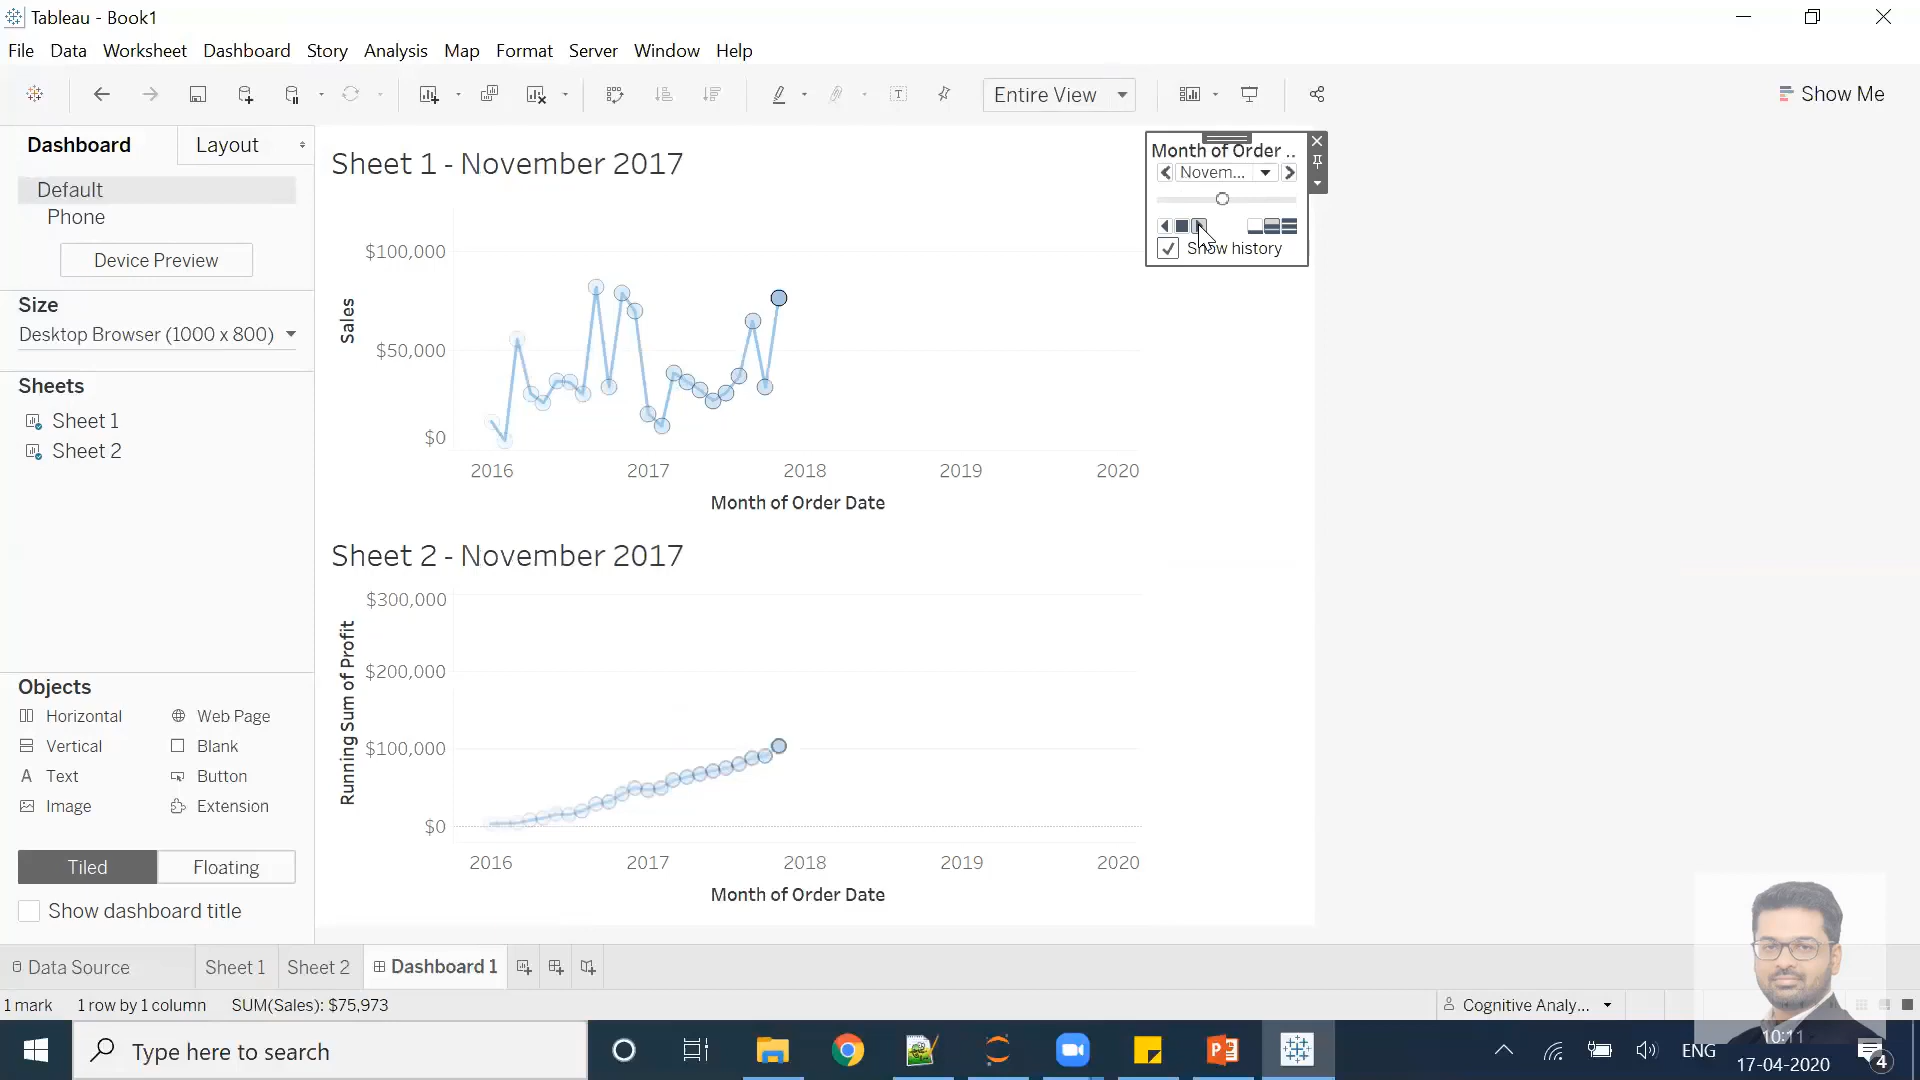 Tableau - Book1
File Data Worksheet Dashboard Story Analysis Map Format Server Window Help
Entire View
Show Me
Dashboard
Layout
Default
Phone
Device Preview
Size
Desktop Browser (1000 x 800)
Sheets
Sheet 1
Sheet 2
Objects
Horizontal Web Page
Vertical Blank
A Text Button
Image Extension
Tiled Floating
Show dashboard title
Sheet 1 - November 2017
Sales
$100,000
$50,000
$0
2016 2017 2018 2019 2020
Month of Order Date
Sheet 2 - November 2017
Running Sum of Profit
$300,000
$200,000
$100,000
$0
2016 2017 2018 2019 2020
Month of Order Date
Month of Order ..
Novem...
Show history
Data Source Sheet 1 Sheet 2 Dashboard 1
1 mark 1 row by 1 column SUM(Sales): $75,973
Cognitive Analy...
Type here to search
ENG
10:11
17-04-2020
4